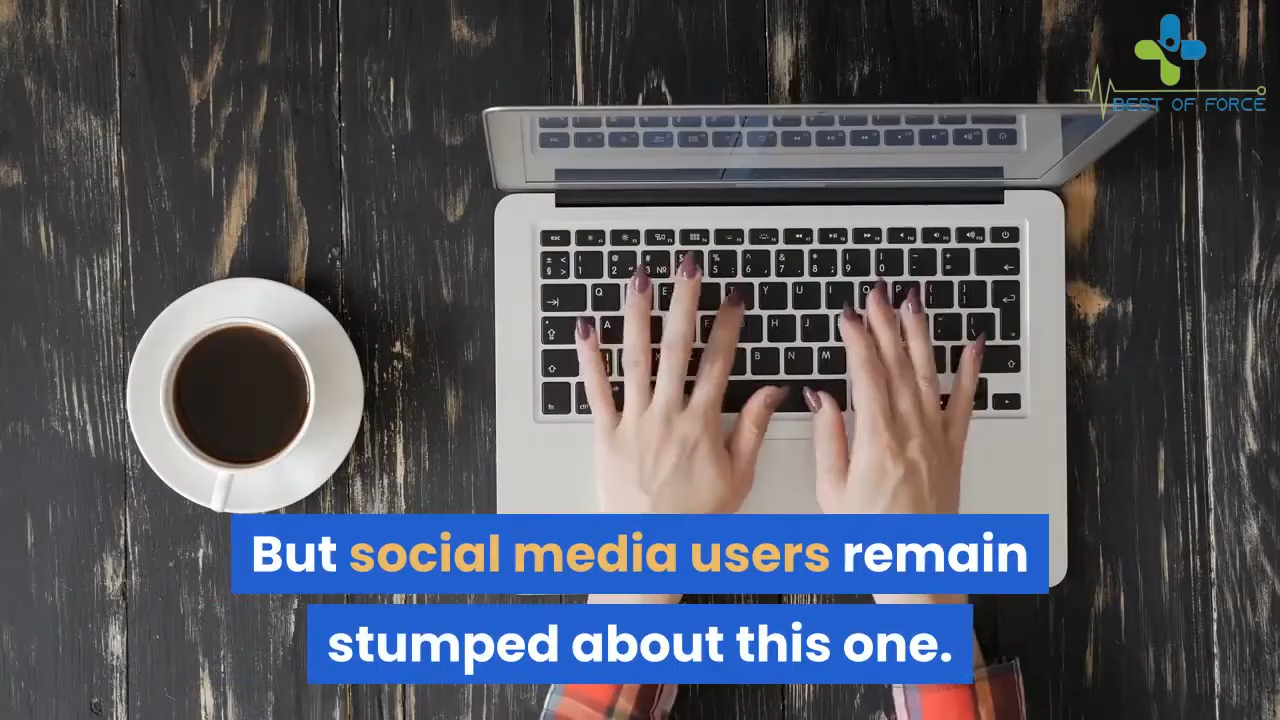 BEST OF FORCE
But social media users remain
stumped about this one.